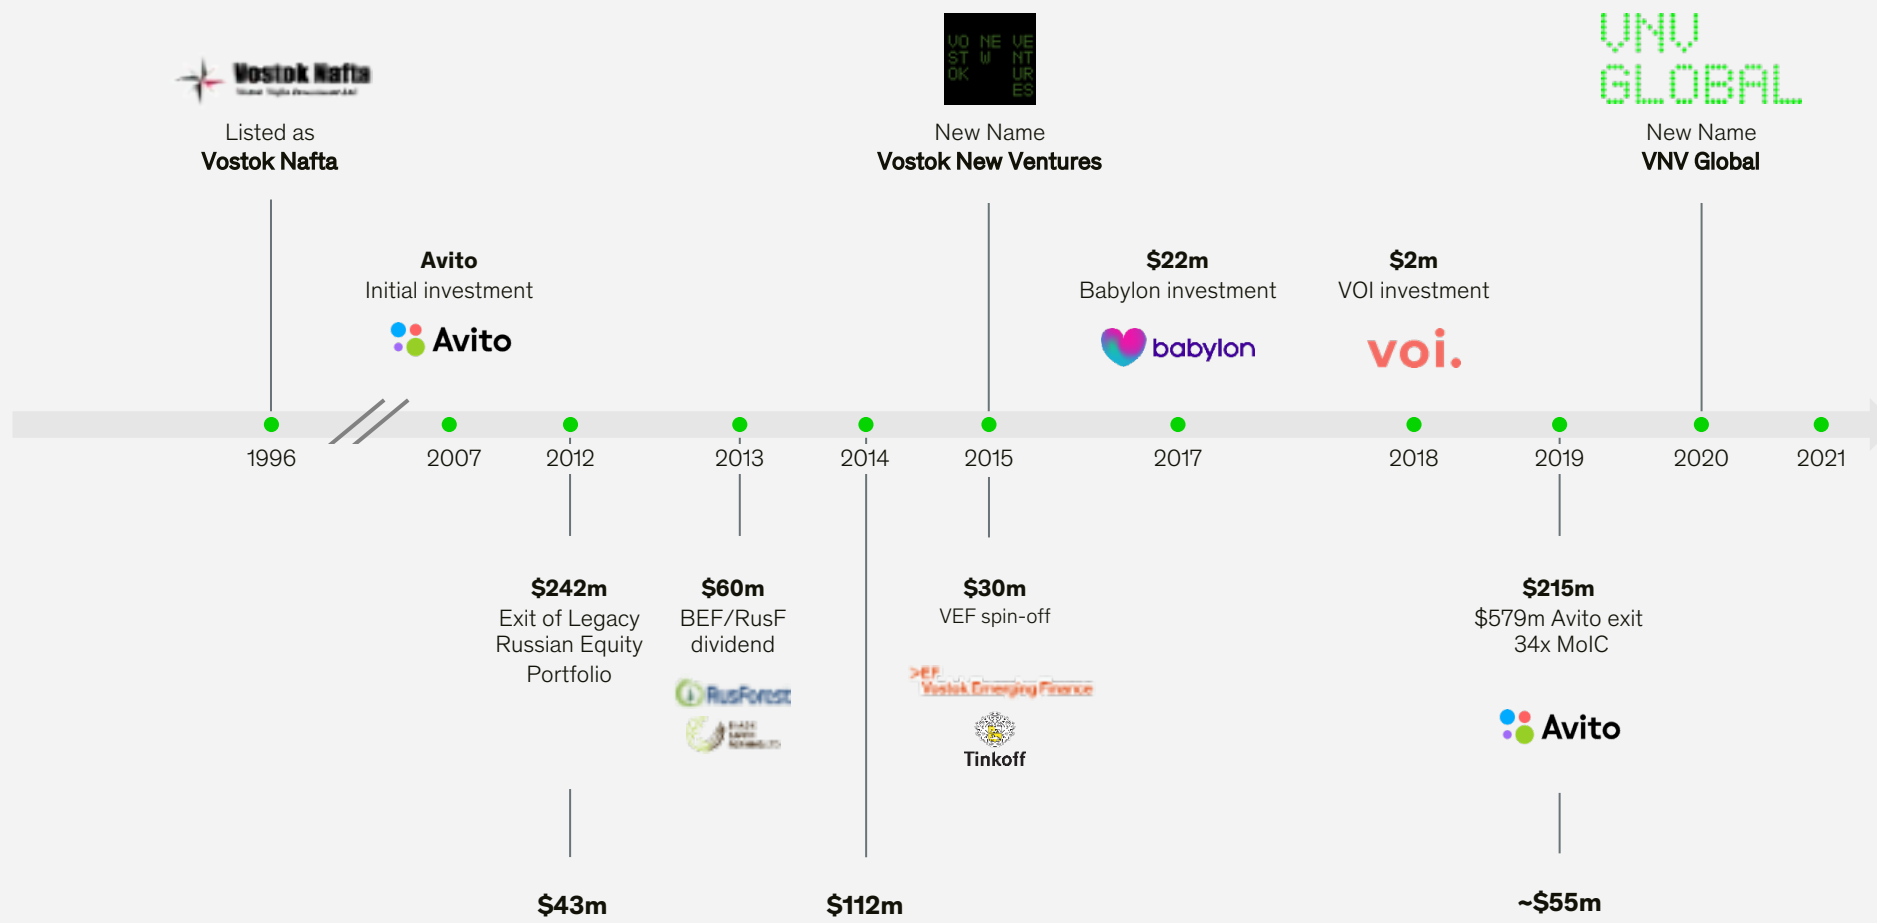 Vostok Nafta
VO NE VE
ST W NT
OK UR
ES
VNV
GLOBAL
Listed as
Vostok Nafta
New Name
Vostok New Ventures
New Name
VNV Global
Avito
Initial investment
Avito
$22m
Babylon investment
babylon
$2m
VOI investment
voi.
1996
2007
2012
2013
2014
2015
2017
2018
2019
2020
2021
$242m
Exit of Legacy
Russian Equity
Portfolio
$60m
BEF/RusF
dividend
RusForest
$30m
VEF spin-off
>EF
Vostok Emerging Finance
Tinkoff
$215m
$579m Avito exit
34x MoIC
Avito
$43m
$112m
~$55m